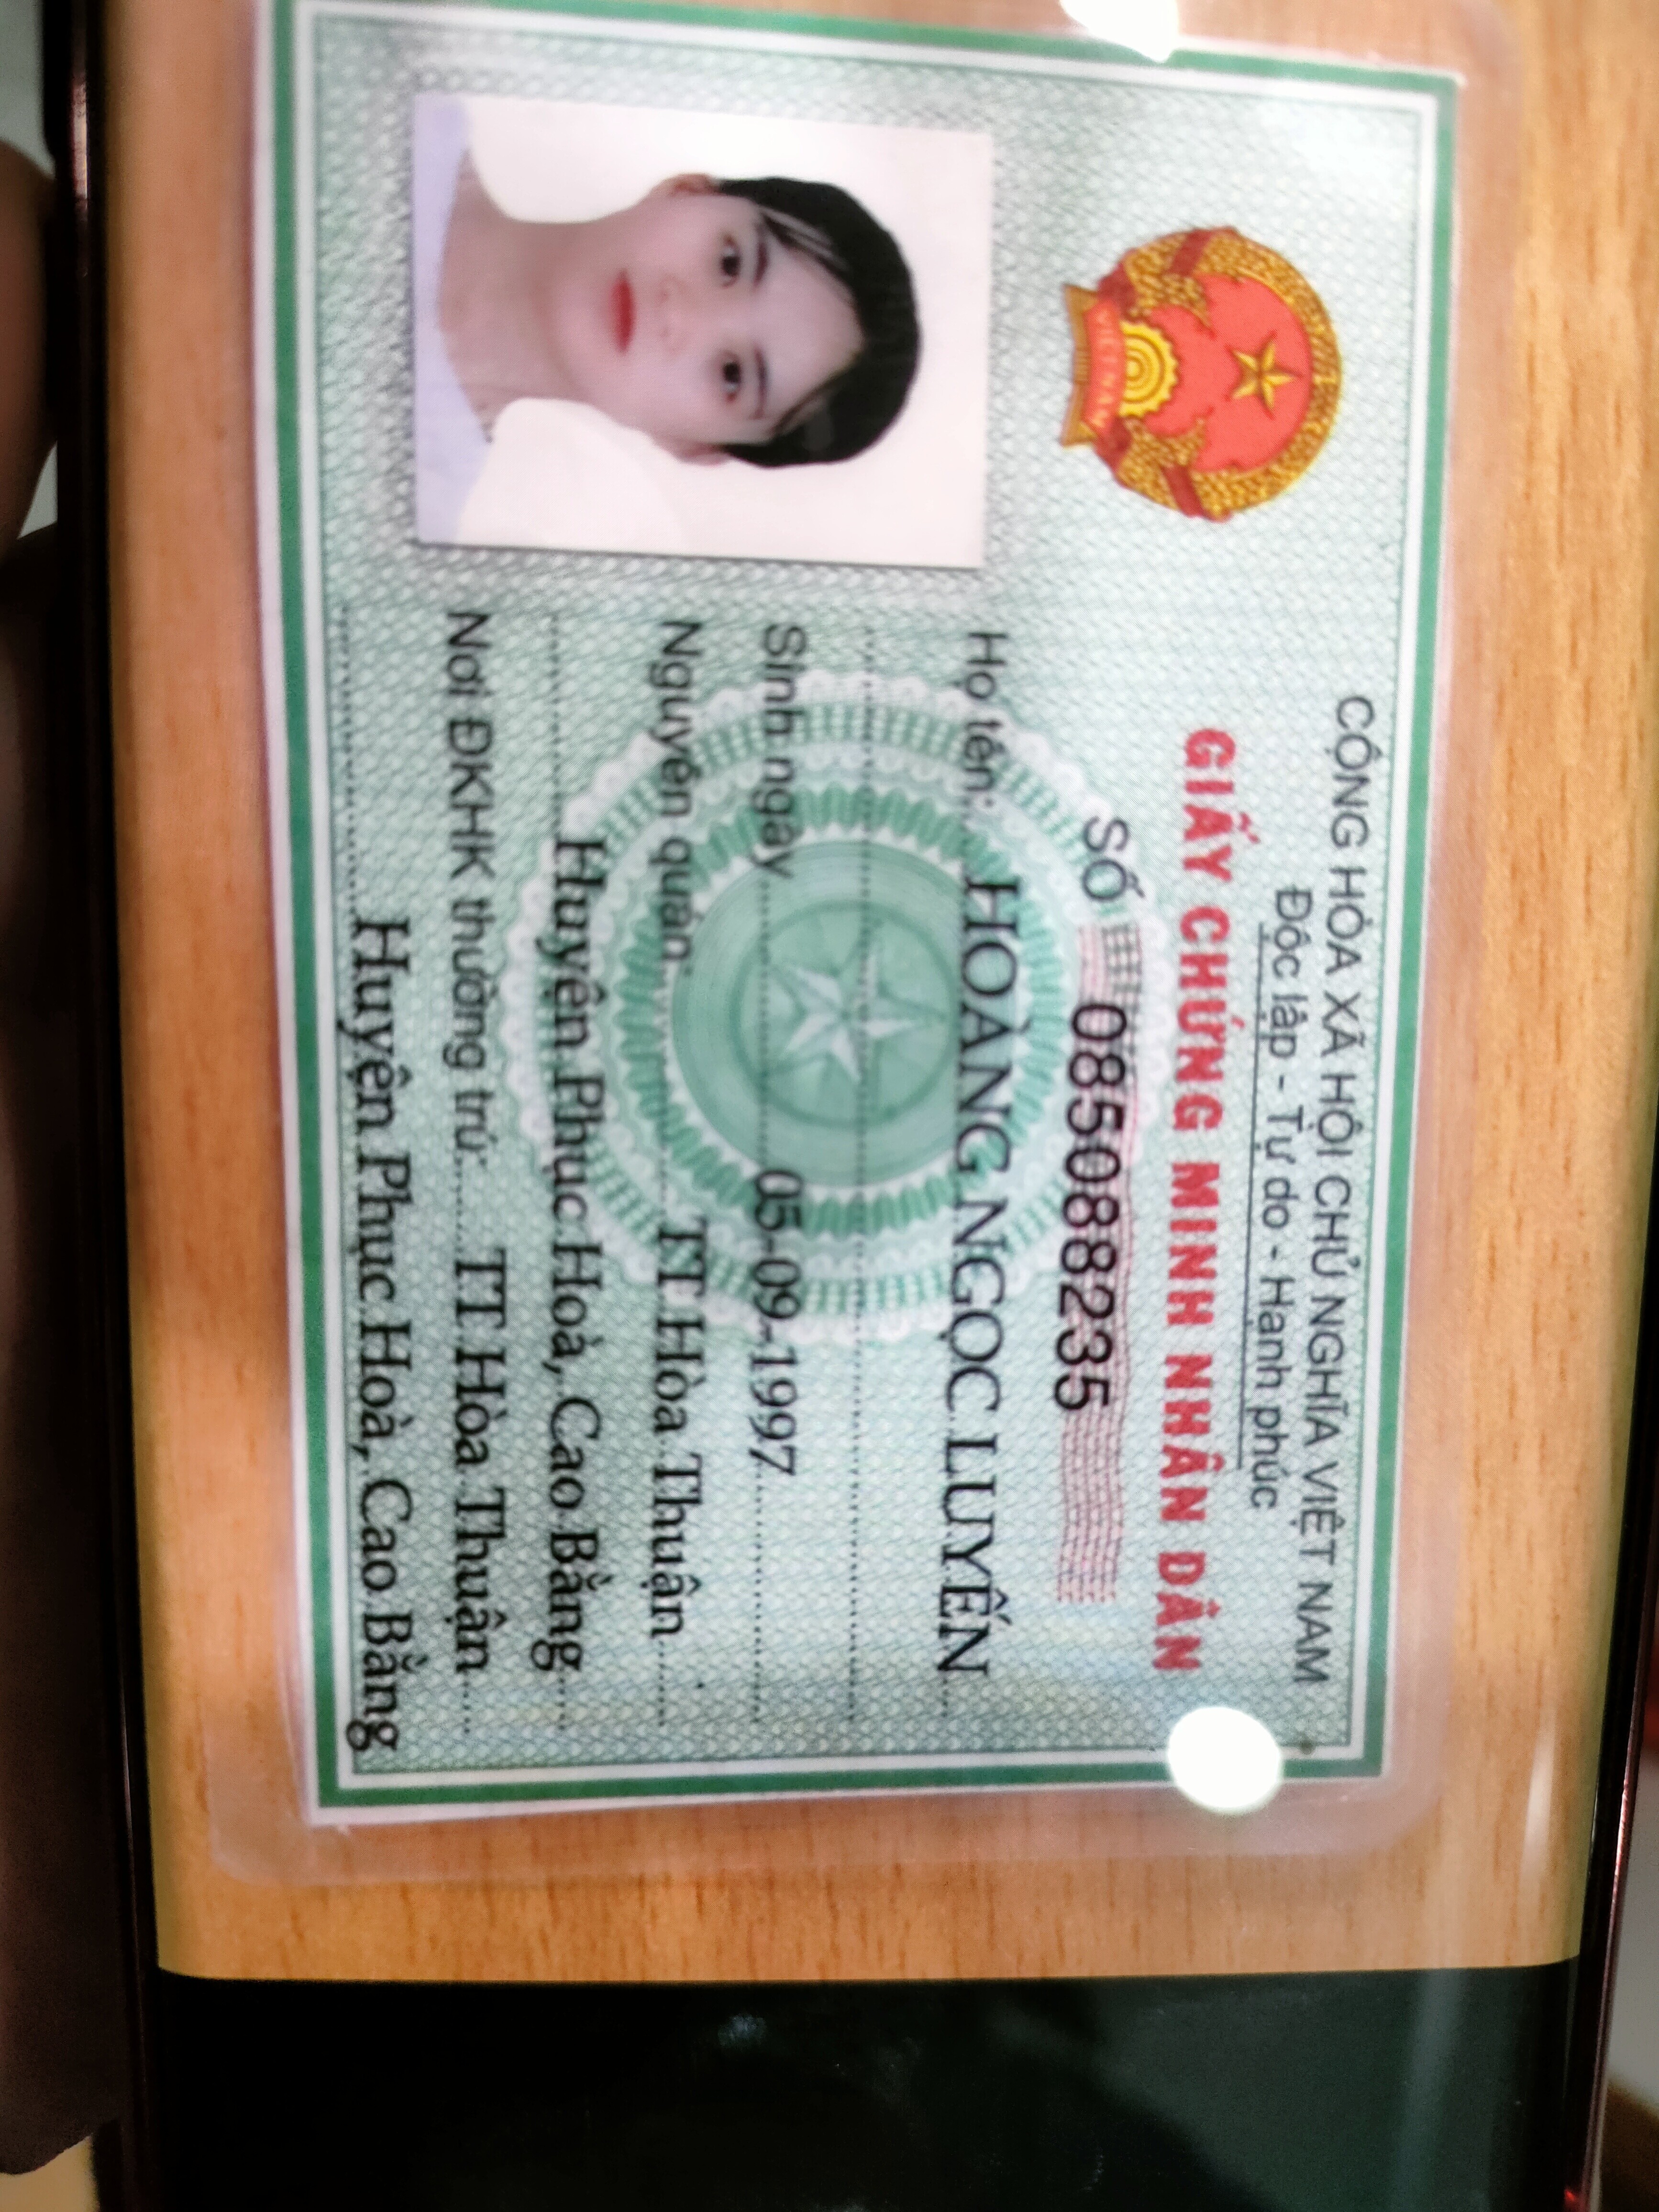 CỘNG HÒA XÃ HỘI CHỦ NGHĨA VIỆT NAM
Độc lập - Tự do - Hạnh phúc
GIẤY CHỨNG MINH NHÂN DÂN
SỐ 085088235
Họ tên: HOÀNG NGỌC LUYẾN
Sinh ngày 05-09-1997
Nguyên quán TT.Hòa Thuận
Huyện Phục Hoà, Cao Bằng
Nơi ĐKHK thường trú: TT.Hòa Thuận
Huyện Phục Hoà, Cao Bằng
VIỆT NAM